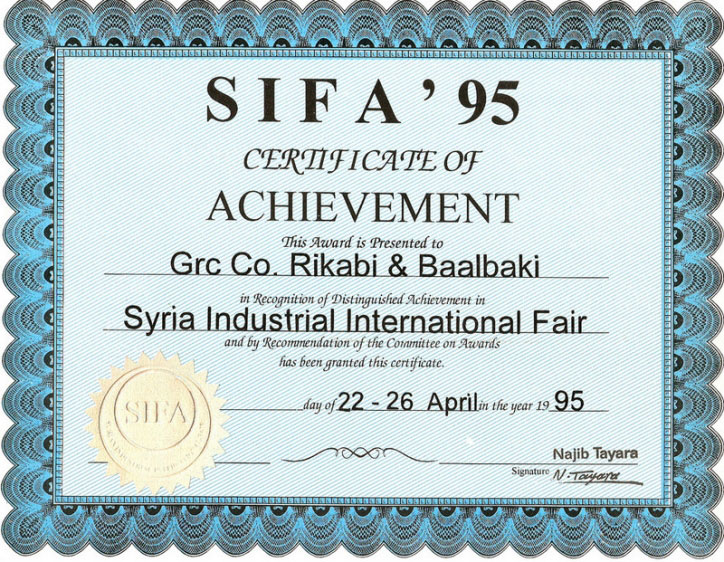 SIFA'95
CERTIFICATE OF
ACHIEVEMENT
This Award is Presented to
Grc Co. Rikabi & Baalbaki
in Recognition of Distinguished Achievement in
Syria Industrial International Fair
and by Recommendation of the Committee on Awards
has been granted this certificate.
day of 22 - 26 April in the year 19 95
SIFA
Najib Tayara
Signature N. Tayara